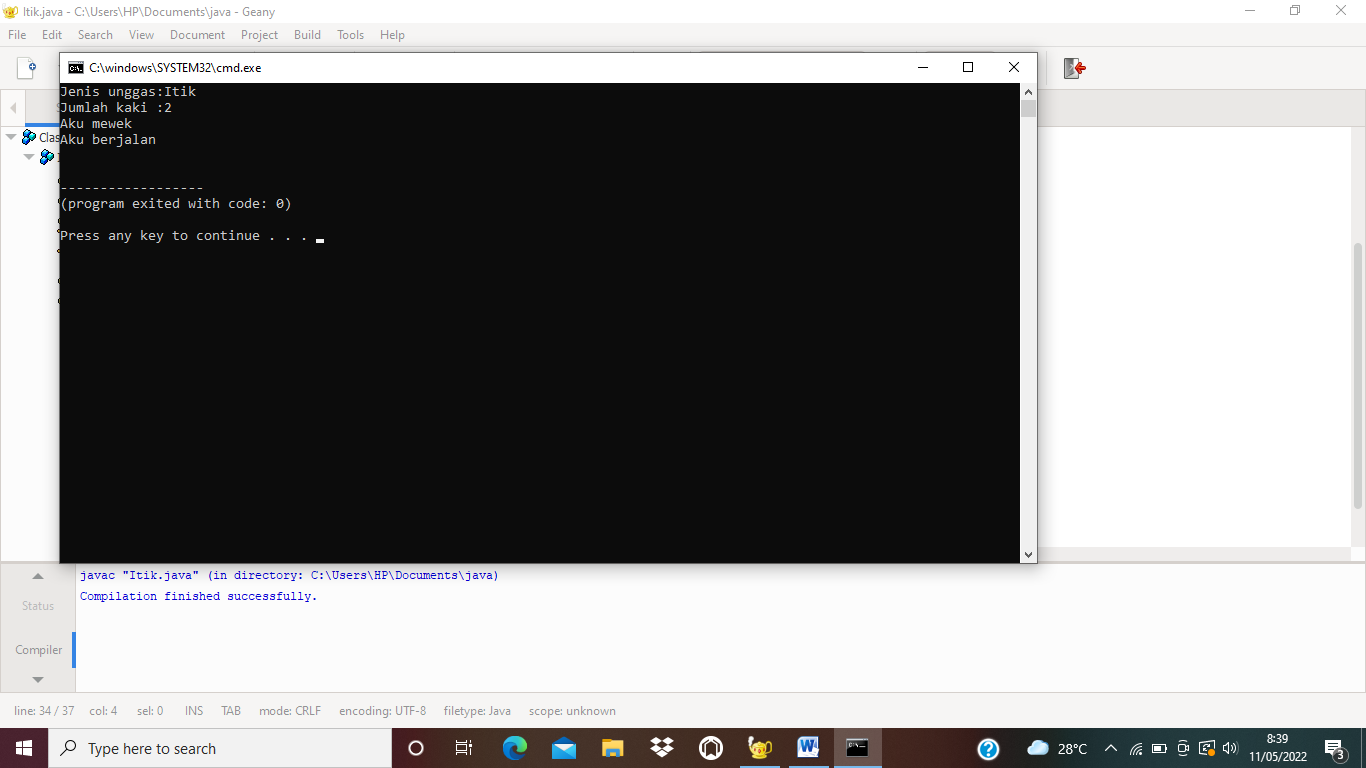 Itik.java - C:\Users\HP\Documents\java - Geany
File Edit Search View Document Project Build Tools Help
C:\windows\SYSTEM32\cmd.exe
Jenis unggas:Itik
Jumlah kaki :2
Aku mewek
Aku berjalan
------------------
(program exited with code: 0)
Press any key to continue . . .
javac "Itik.java" (in directory: C:\Users\HP\Documents\java)
Compilation finished successfully.
Status
Compiler
line: 34 / 37 col: 4 sel: 0 INS TAB mode: CRLF encoding: UTF-8 filetype: Java scope: unknown
Type here to search
28°C
8:39
11/05/2022
3